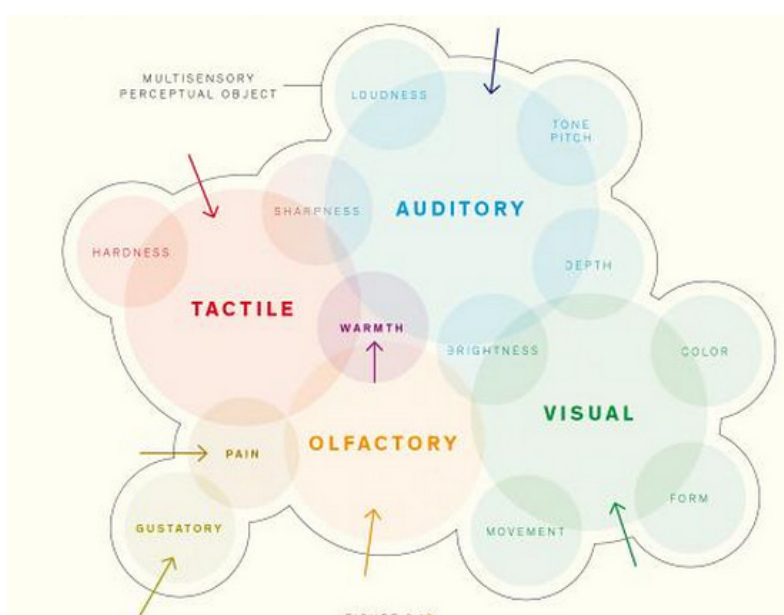 MULTISENSORY
PERCEPTUAL OBJECT
LOUDNESS
TONE
PITCH
SHARPNESS
AUDITORY
HARDNESS
DEPTH
TACTILE
WARMTH
BRIGHTNESS
COLOR
VISUAL
OLFACTORY
PAIN
FORM
GUSTATORY
MOVEMENT